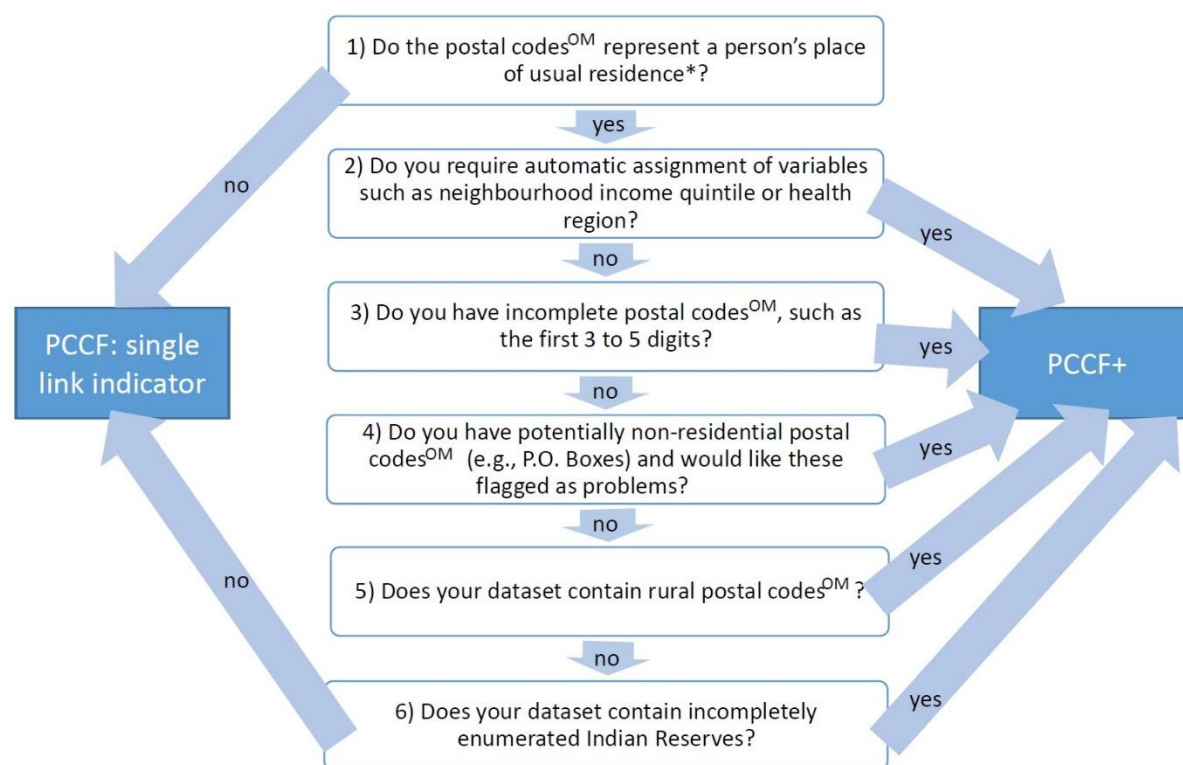 1) Do the postal codesOM represent a person’s place
of usual residence*?
yes
no
2) Do you require automatic assignment of variables
such as neighbourhood income quintile or health
region?
yes
no
3) Do you have incomplete postal codesOM, such as
the first 3 to 5 digits?
yes
PCCF: single
link indicator
PCCF+
no
4) Do you have potentially non-residential postal
codesOM (e.g., P.O. Boxes) and would like these
flagged as problems?
yes
no
5) Does your dataset contain rural postal codesOM ?
yes
no
no
6) Does your dataset contain incompletely
enumerated Indian Reserves?
yes